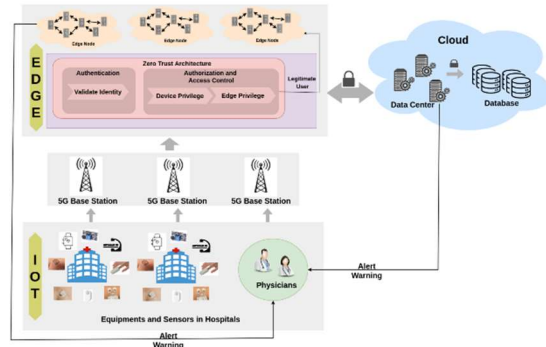 Edge Node
Edge Node
Edge Node
Cloud
Zero Trust Architecture
Authentication
Validate Identity
Authorization and
Access Control
Device Privilege
Edge Privilege
Legitimate
User
EDGE
Data Center
Database
5G Base Station
5G Base Station
5G Base Station
IOT
Physicians
Alert
Warning
Equipments and Sensors in Hospitals
Alert
Warning